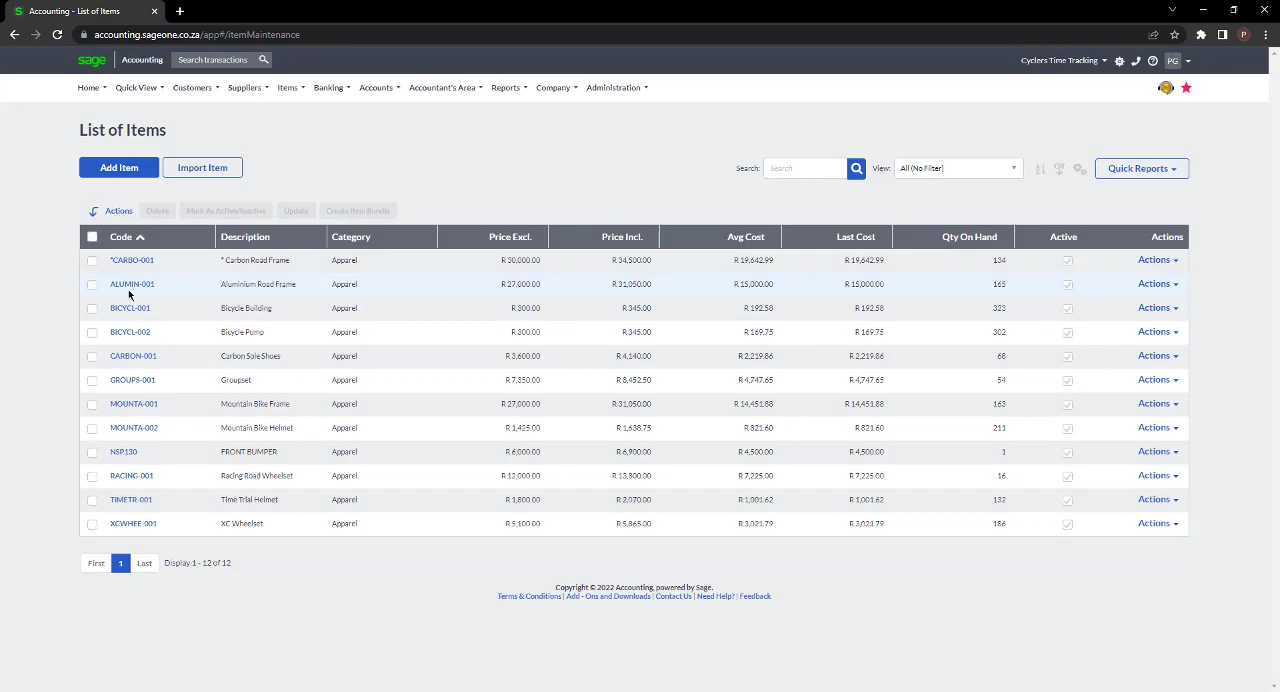 S Accounting - List of Items
accounting.sageone.co.za/app#/itemMaintenance
P
sage Accounting Search transactions Cyclers Time Tracking PG
Home Quick View Customers Suppliers Items Banking Accounts Accountant's Area Reports Company Administration
List of Items
Add Item Import Item Search: Search View: All (No Filter) Quick Reports
Actions Delete Mark As Active/Inactive Update Create Item Bundle
Code Description Category Price Excl. Price Incl. Avg Cost Last Cost Qty On Hand Active Actions
*CARBO-001 * Carbon Road Frame Apparel R 30,000.00 R 34,500.00 R 19,642.99 R 19,642.99 134 Actions
ALUMIN-001 Aluminium Road Frame Apparel R 27,000.00 R 31,050.00 R 15,000.00 R 15,000.00 165 Actions
BICYCL-001 Bicycle Building Apparel R 300.00 R 345.00 R 192.58 R 192.58 323 Actions
BICYCL-002 Bicycle Pump Apparel R 300.00 R 345.00 R 169.75 R 169.75 302 Actions
CARBON-001 Carbon Sole Shoes Apparel R 3,600.00 R 4,140.00 R 2,219.86 R 2,219.86 68 Actions
GROUPS-001 Groupset Apparel R 7,350.00 R 8,452.50 R 4,747.65 R 4,747.65 54 Actions
MOUNTA-001 Mountain Bike Frame Apparel R 27,000.00 R 31,050.00 R 14,451.88 R 14,451.88 163 Actions
MOUNTA-002 Mountain Bike Helmet Apparel R 1,425.00 R 1,638.75 R 821.60 R 821.60 211 Actions
NSP130 FRONT BUMPER Apparel R 6,000.00 R 6,900.00 R 4,500.00 R 4,500.00 1 Actions
RACING-001 Racing Road Wheelset Apparel R 12,000.00 R 13,800.00 R 7,225.00 R 7,225.00 16 Actions
TIMETR-001 Time Trial Helmet Apparel R 1,800.00 R 2,070.00 R 1,001.62 R 1,001.62 132 Actions
XCWHEE-001 XC Wheelset Apparel R 5,100.00 R 5,865.00 R 3,021.79 R 3,021.79 186 Actions
First 1 Last Display 1 - 12 of 12
Copyright © 2022 Accounting, powered by Sage.
Terms & Conditions | Add - Ons and Downloads | Contact Us | Need Help? | Feedback